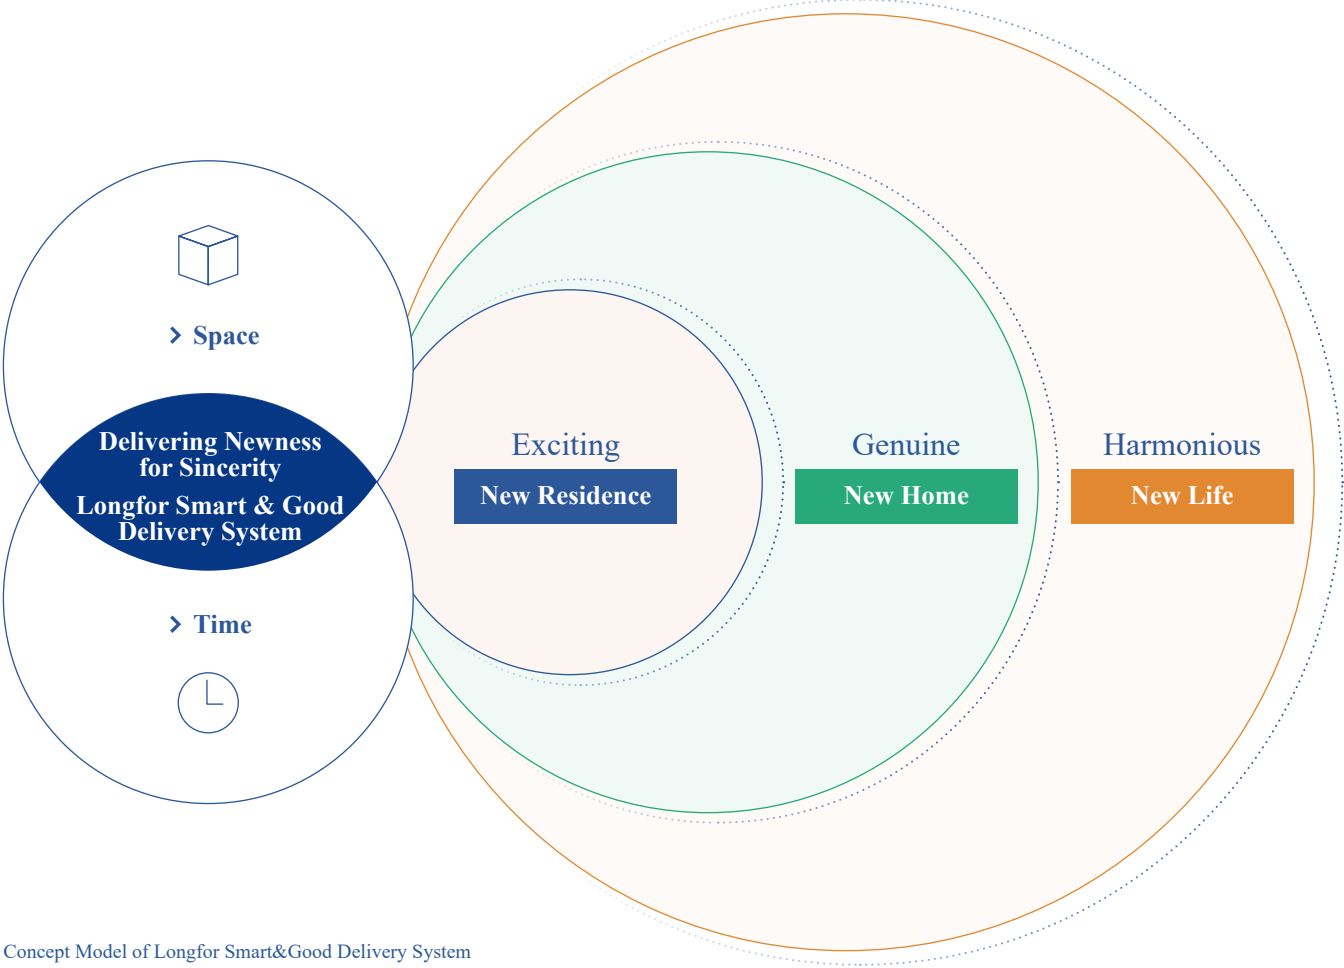 Space
Delivering Newness
for Sincerity
Longfor Smart & Good
Delivery System
Time
Exciting
New Residence
Genuine
New Home
Harmonious
New Life
Concept Model of Longfor Smart&Good Delivery System